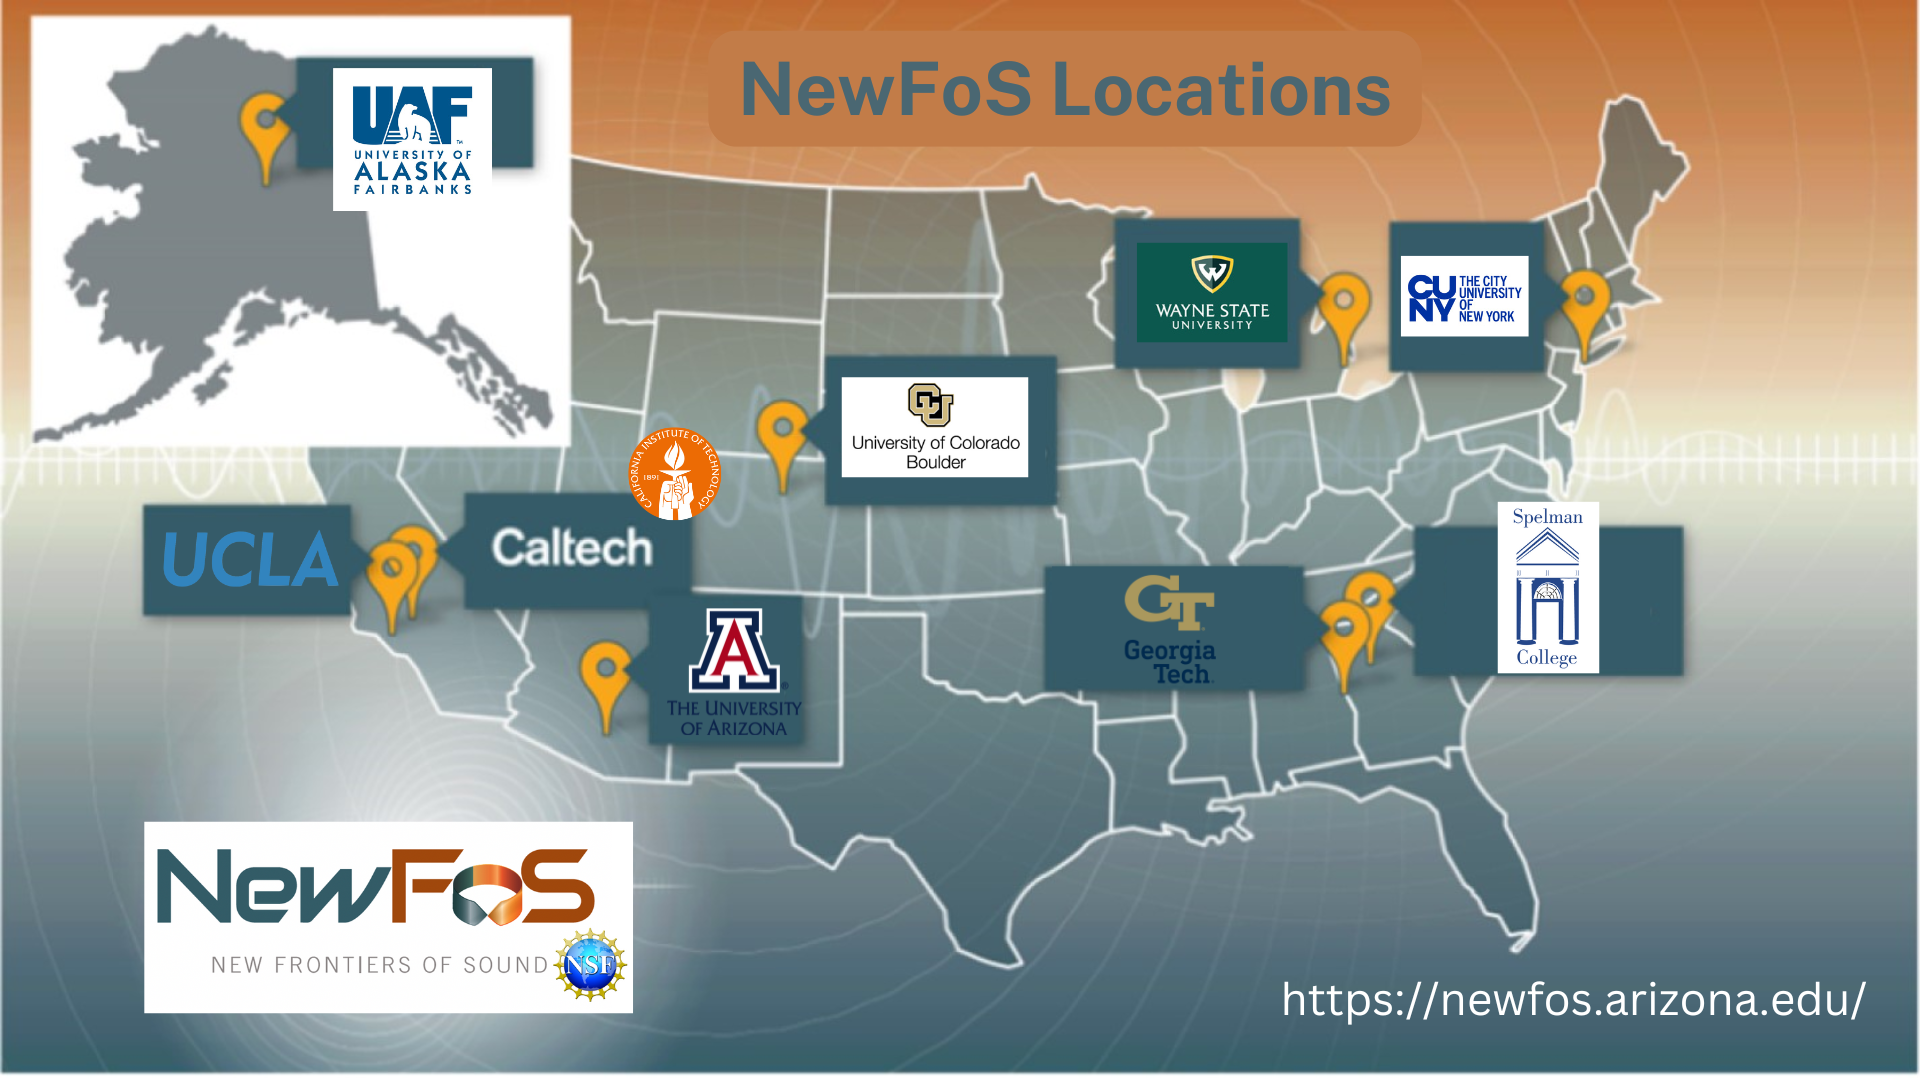 NewFoS Locations
UAF
UNIVERSITY OF
ALASKA
FAIRBANKS
WAYNE STATE
UNIVERSITY
CU
NY
THE CITY
UNIVERSITY
OF
NEW YORK
University of Colorado
Boulder
CALIFORNIA INSTITUTE OF TECHNOLOGY
1891
UCLA
Caltech
A
THE UNIVERSITY
OF ARIZONA
GT
Georgia
Tech
Spelman
College
NewFoS
NEW FRONTIERS OF SOUND
NSF
https://newfos.arizona.edu/